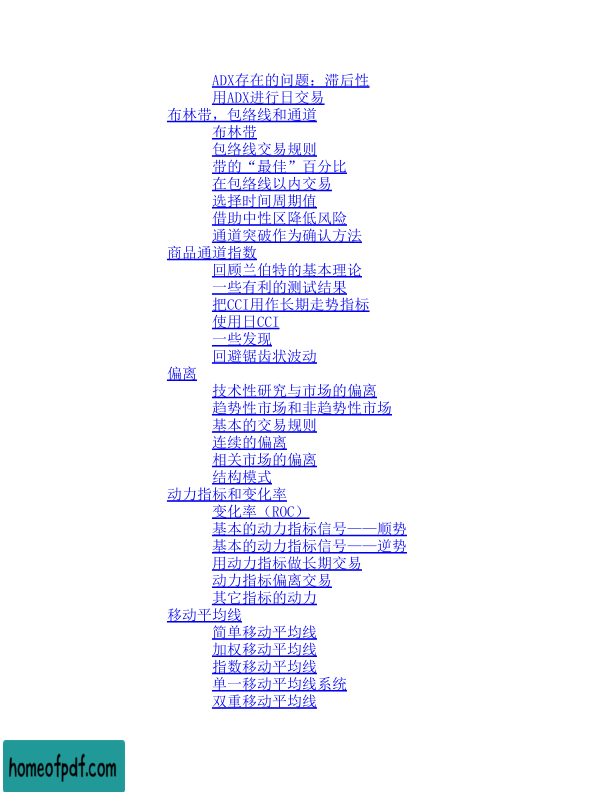 ADX存在的问题：滞后性
用ADX进行日交易
布林带，包络线和通道
布林带
包络线交易规则
带的“最佳”百分比
在包络线以内交易
选择时间周期值
借助中性区降低风险
通道突破作为确认方法
商品通道指数
回顾兰伯特的基本理论
一些有利的测试结果
把CCI用作长期走势指标
使用日CCI
一些发现
回避锯齿状波动
偏离
技术性研究与市场的偏离
趋势性市场和非趋势性市场
基本的交易规则
连续的偏离
相关市场的偏离
结构模式
动力指标和变化率
变化率（ROC）
基本的动力指标信号——顺势
基本的动力指标信号——逆势
用动力指标做长期交易
动力指标偏离交易
其它指标的动力
移动平均线
简单移动平均线
加权移动平均线
指数移动平均线
单一移动平均线系统
双重移动平均线
homeofpdf.com